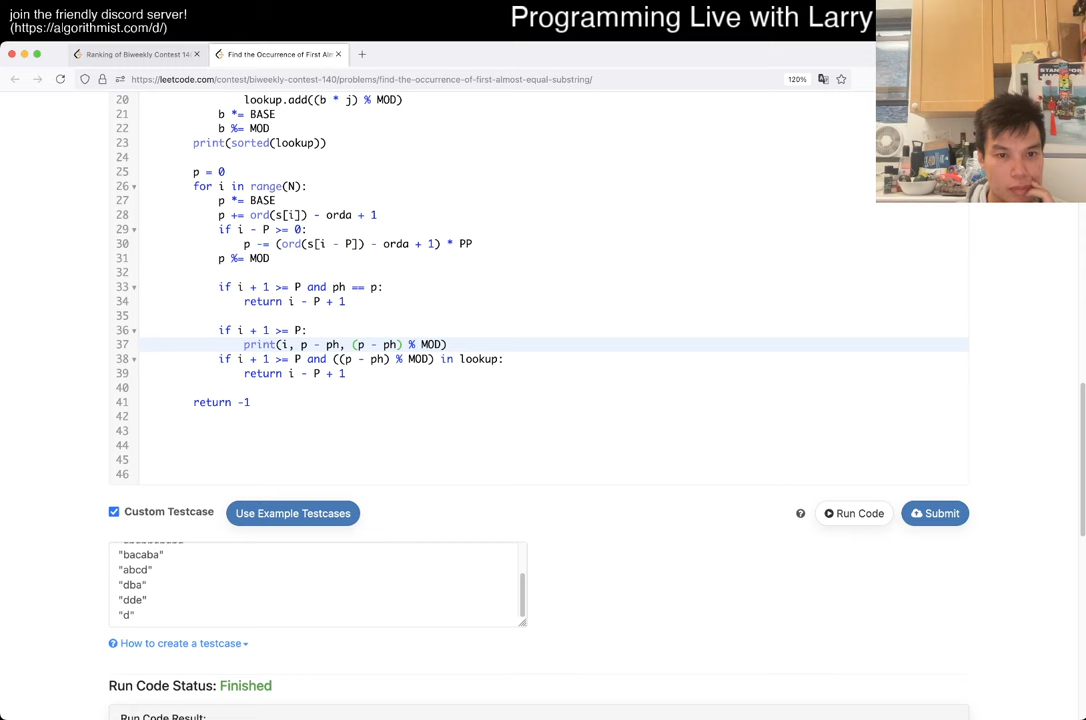 join the friendly discord server!
(https://algorithmist.com/d/)
Programming Live with Larry
Ranking of Biweekly Contest 140
Find the Occurrence of First Alm
https://leetcode.com/contest/biweekly-contest-140/problems/find-the-occurrence-of-first-almost-equal-substring/
120%
20 lookup.add((b * j) % MOD)
21 b *= BASE
22 b %= MOD
23 print(sorted(lookup))
24
25 p = 0
26 for i in range(N):
27 p *= BASE
28 p += ord(s[i]) - orda + 1
29 if i - P >= 0:
30 p -= (ord(s[i - P]) - orda + 1) * PP
31 p %= MOD
32
33 if i + 1 >= P and ph == p:
34 return i - P + 1
35
36 if i + 1 >= P:
37 print(i, p - ph, (p - ph) % MOD)
38 if i + 1 >= P and ((p - ph) % MOD) in lookup:
39 return i - P + 1
40
41 return -1
42
43
44
45
46
Custom Testcase
Use Example Testcases
Run Code
Submit
"bacaba"
"abcd"
"dba"
"dde"
"d"
How to create a testcase
Run Code Status: Finished
Run Code Result: